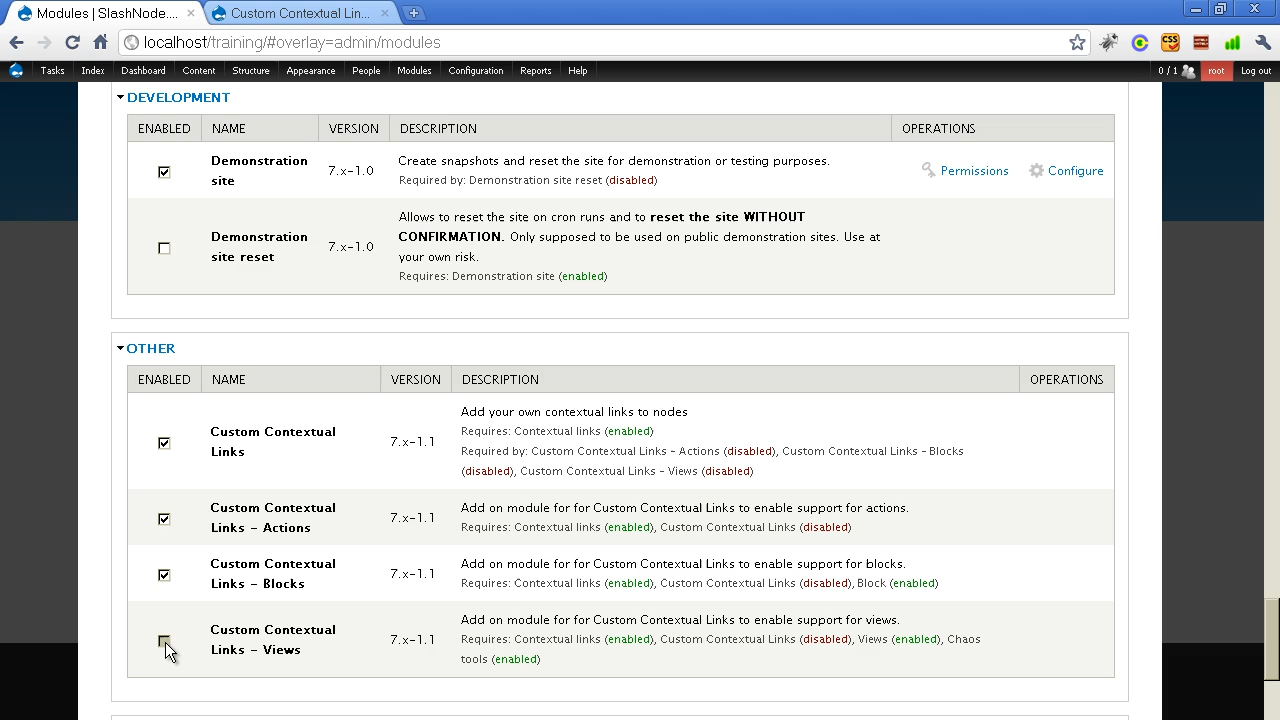 Modules | SlashNode....
Custom Contextual Lin...
localhost/training/#overlay=admin/modules
Tasks Index Dashboard Content Structure Appearance People Modules Configuration Reports Help 0 / 1 root Log out
DEVELOPMENT
ENABLED NAME VERSION DESCRIPTION OPERATIONS
Demonstration site 7.x-1.0 Create snapshots and reset the site for demonstration or testing purposes.
Required by: Demonstration site reset (disabled)
Permissions Configure
Demonstration site reset 7.x-1.0 Allows to reset the site on cron runs and to reset the site WITHOUT
CONFIRMATION. Only supposed to be used on public demonstration sites. Use at
your own risk.
Requires: Demonstration site (enabled)
OTHER
ENABLED NAME VERSION DESCRIPTION OPERATIONS
Custom Contextual Links 7.x-1.1 Add your own contextual links to nodes
Requires: Contextual links (enabled)
Required by: Custom Contextual Links - Actions (disabled), Custom Contextual Links - Blocks
(disabled), Custom Contextual Links - Views (disabled)
Custom Contextual Links - Actions 7.x-1.1 Add on module for for Custom Contextual Links to enable support for actions.
Requires: Contextual links (enabled), Custom Contextual Links (disabled)
Custom Contextual Links - Blocks 7.x-1.1 Add on module for for Custom Contextual Links to enable support for blocks.
Requires: Contextual links (enabled), Custom Contextual Links (disabled), Block (enabled)
Custom Contextual Links - Views 7.x-1.1 Add on module for for Custom Contextual Links to enable support for views.
Requires: Contextual links (enabled), Custom Contextual Links (disabled), Views (enabled), Chaos
tools (enabled)